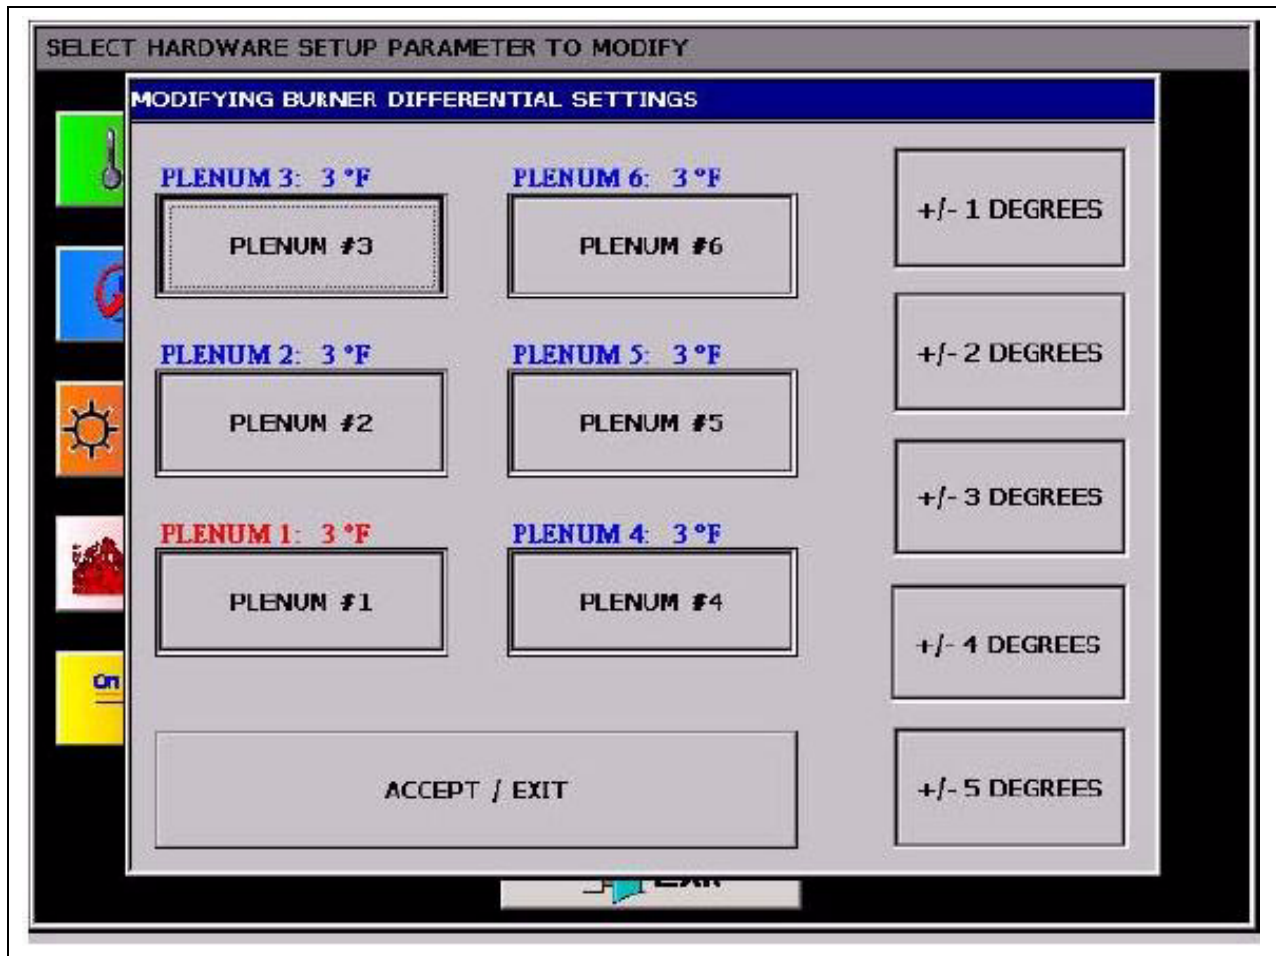 SELECT HARDWARE SETUP PARAMETER TO MODIFY
MODIFYING BURNER DIFFERENTIAL SETTINGS
PLENUM 3: 3 °F
PLENUM #3
PLENUM 6: 3 °F
PLENUM #6
+/- 1 DEGREES
PLENUM 2: 3 °F
PLENUM #2
PLENUM 5: 3 °F
PLENUM #5
+/- 2 DEGREES
+/- 3 DEGREES
PLENUM 1: 3 °F
PLENUM #1
PLENUM 4: 3 °F
PLENUM #4
+/- 4 DEGREES
On
ACCEPT / EXIT
+/- 5 DEGREES